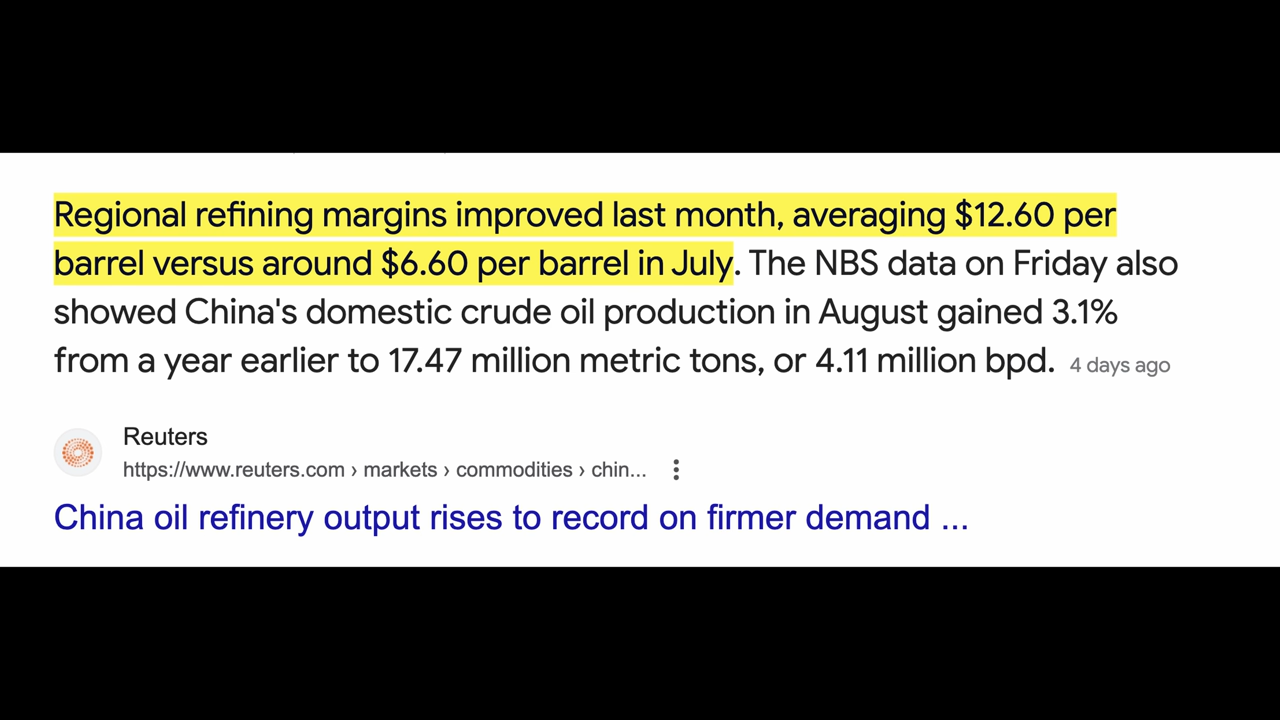 Regional refining margins improved last month, averaging $12.60 per
barrel versus around $6.60 per barrel in July. The NBS data on Friday also
showed China's domestic crude oil production in August gained 3.1%
from a year earlier to 17.47 million metric tons, or 4.11 million bpd. 4 days ago
Reuters
https://www.reuters.com › markets › commodities › chin...
China oil refinery output rises to record on firmer demand ...